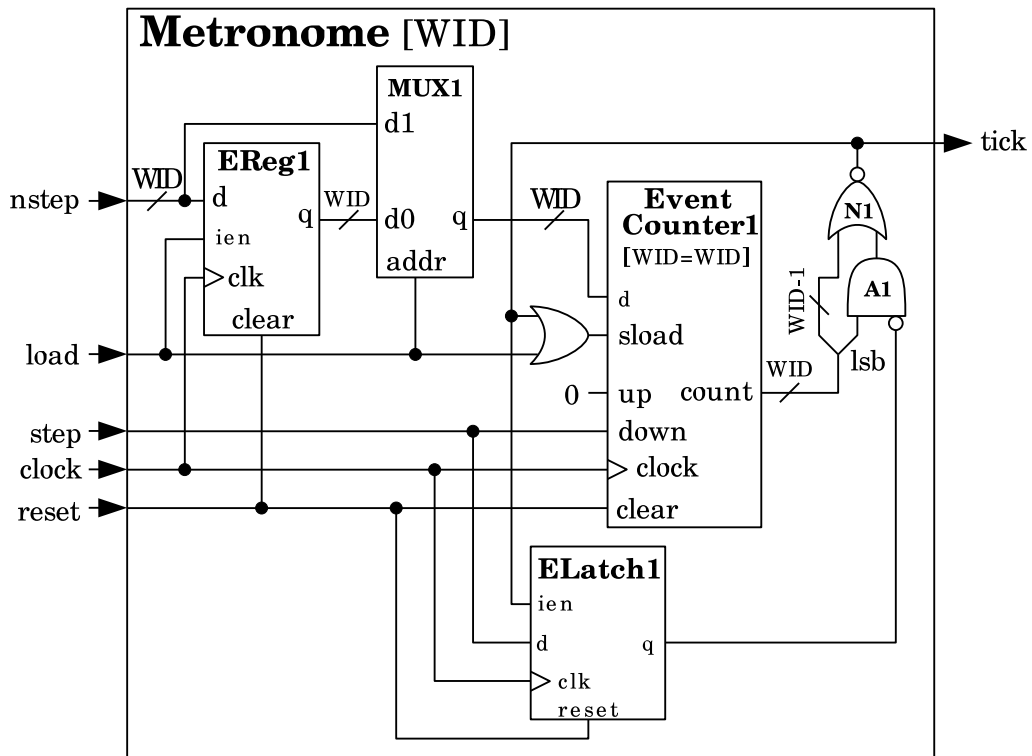 Metronome [WID]
MUX1
d1
d0
q
addr
EReg1
d
q
ien
clk
clear
WID
WID
WID
nstep
load
step
clock
reset
tick
Event
Counter1
[WID=WID]
d
sload
0
up
count
down
clock
clear
WID
lsb
WID-1
N1
A1
ELatch1
ien
d
q
clk
reset